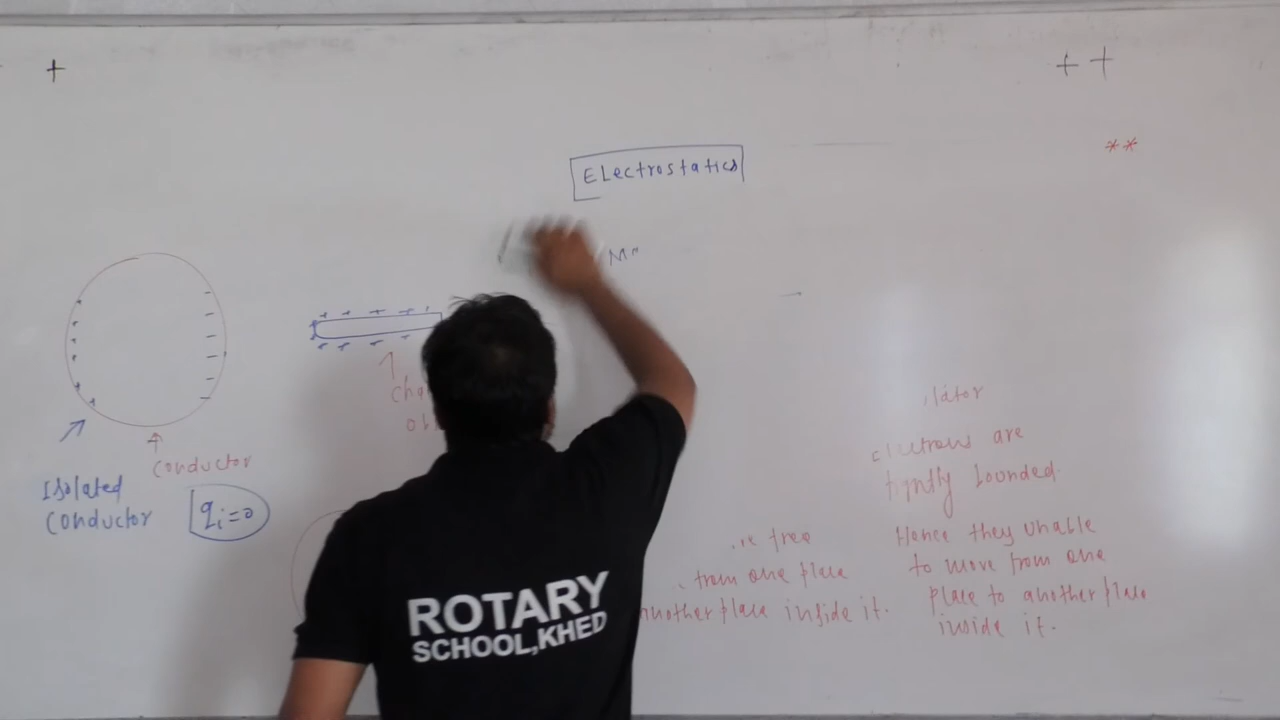 Electrostatics
Conductor
Isolated
Conductor
qi=0
electrons are
tightly bounded
Hence they unable
to move from one
place to another place
inside it.
free
from one place
another place inside it.
ROTARY
SCHOOL,KHED